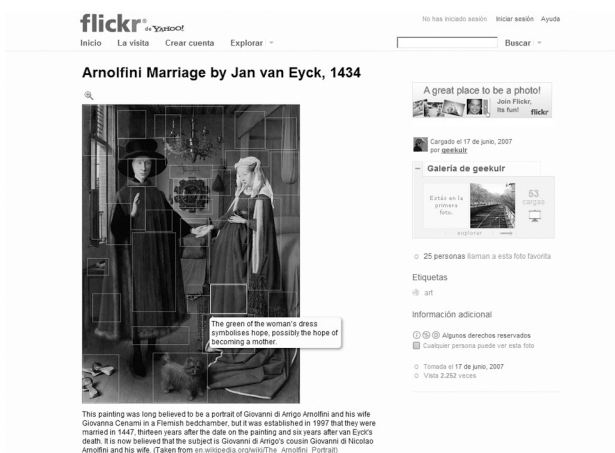 flickr® de YAHOO!
No has iniciado sesión Iniciar sesión Ayuda
Inicio La visita Crear cuenta Explorar Buscar
Arnolfini Marriage by Jan van Eyck, 1434
The green of the woman's dress
symbolises hope, possibly the hope of
becoming a mother.
This painting was long believed to be a portrait of Giovanni di Arrigo Arnolfini and his wife
Giovanna Cenami in a Flemish bedchamber, but it was established in 1997 that they were
married in 1447, thirteen years after the date on the painting and six years after van Eyck's
death. It is now believed that the subject is Giovanni di Arrigo's cousin Giovanni di Nicolao
Arnolfini and his wife. (Taken from en.wikipedia.org/wiki/The_Arnolfini_Portrait)
A great place to be a photo!
Join Flickr,
Its fun! flickr
Cargado el 17 de junio, 2007
por geekulr
Galería de geekulr
Estás en la
primera
foto.
53
cargas
explorar
25 personas llaman a esta foto favorita
Etiquetas
art
Información adicional
Algunos derechos reservados
Cualquier persona puede ver esta foto
Tomada el 17 de junio, 2007
Vista 2.252 veces